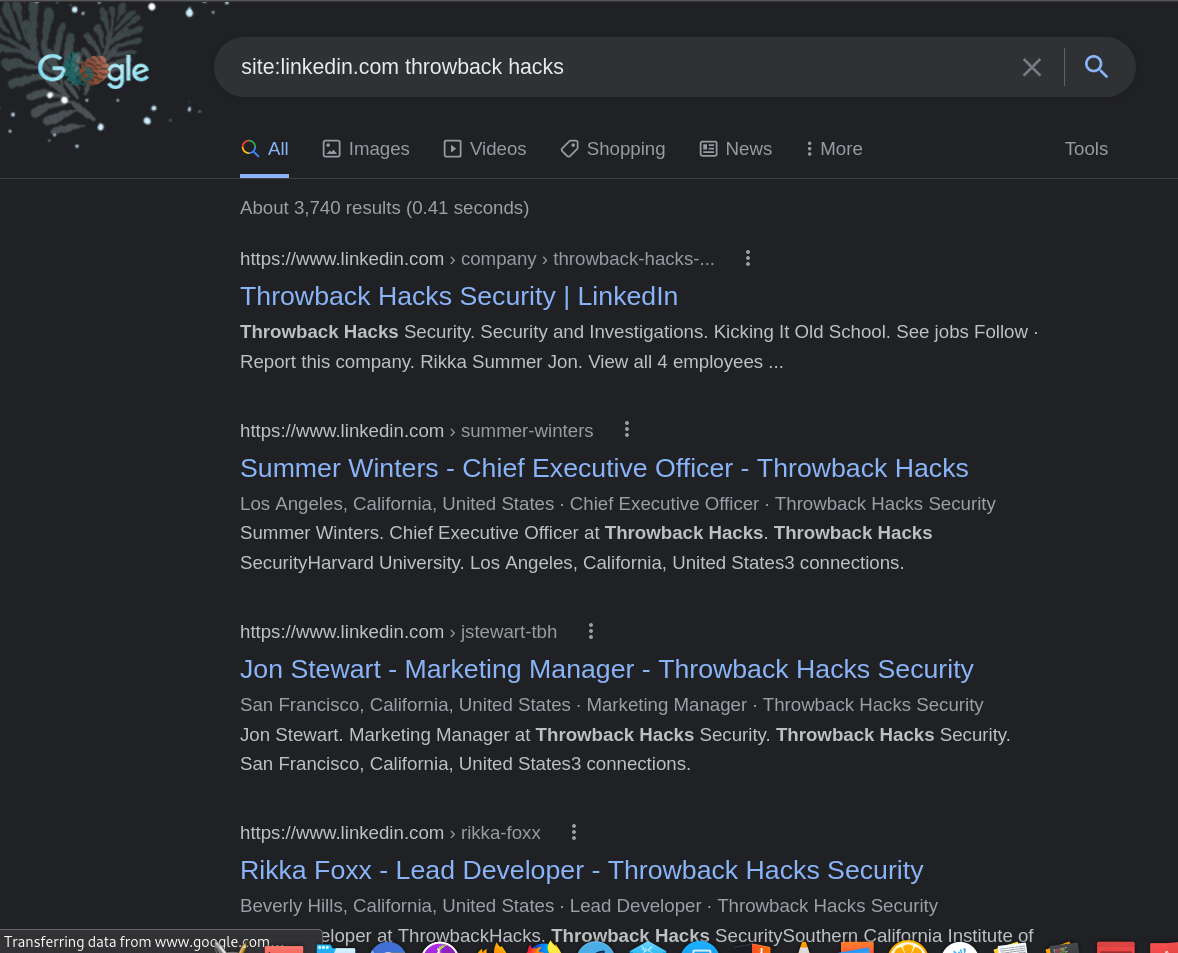 Google
site:linkedin.com throwback hacks
All Images Videos Shopping News More Tools
About 3,740 results (0.41 seconds)
https://www.linkedin.com › company › throwback-hacks-...
Throwback Hacks Security | LinkedIn
Throwback Hacks Security. Security and Investigations. Kicking It Old School. See jobs Follow ·
Report this company. Rikka Summer Jon. View all 4 employees ...
https://www.linkedin.com › summer-winters
Summer Winters - Chief Executive Officer - Throwback Hacks
Los Angeles, California, United States · Chief Executive Officer · Throwback Hacks Security
Summer Winters. Chief Executive Officer at Throwback Hacks. Throwback Hacks
SecurityHarvard University. Los Angeles, California, United States3 connections.
https://www.linkedin.com › jstewart-tbh
Jon Stewart - Marketing Manager - Throwback Hacks Security
San Francisco, California, United States · Marketing Manager · Throwback Hacks Security
Jon Stewart. Marketing Manager at Throwback Hacks Security. Throwback Hacks Security.
San Francisco, California, United States3 connections.
https://www.linkedin.com › rikka-foxx
Rikka Foxx - Lead Developer - Throwback Hacks Security
Beverly Hills, California, United States · Lead Developer · Throwback Hacks Security
eloper at ThrowbackHacks. Throwback Hacks SecuritySouthern California Institute of
Transferring data from www.google.com...